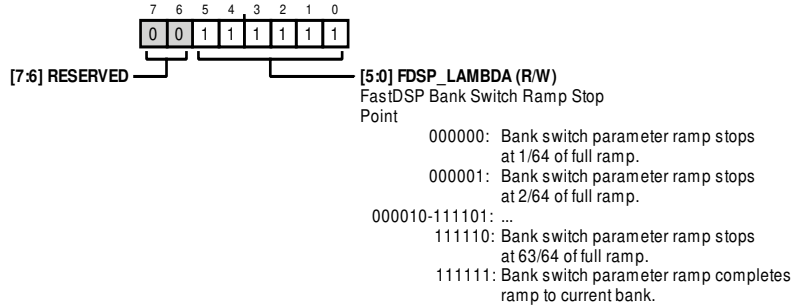 7 6 5 4 3 2 1 0
0 0 1 1 1 1 1 1
[7:6] RESERVED
[5:0] FDSP_LAMBDA (R/W)
FastDSP Bank Switch Ramp Stop
Point
000000: Bank switch parameter ramp stops
at 1/64 of full ramp.
000001: Bank switch parameter ramp stops
at 2/64 of full ramp.
000010-111101: ...
111110: Bank switch parameter ramp stops
at 63/64 of full ramp.
111111: Bank switch parameter ramp completes
ramp to current bank.